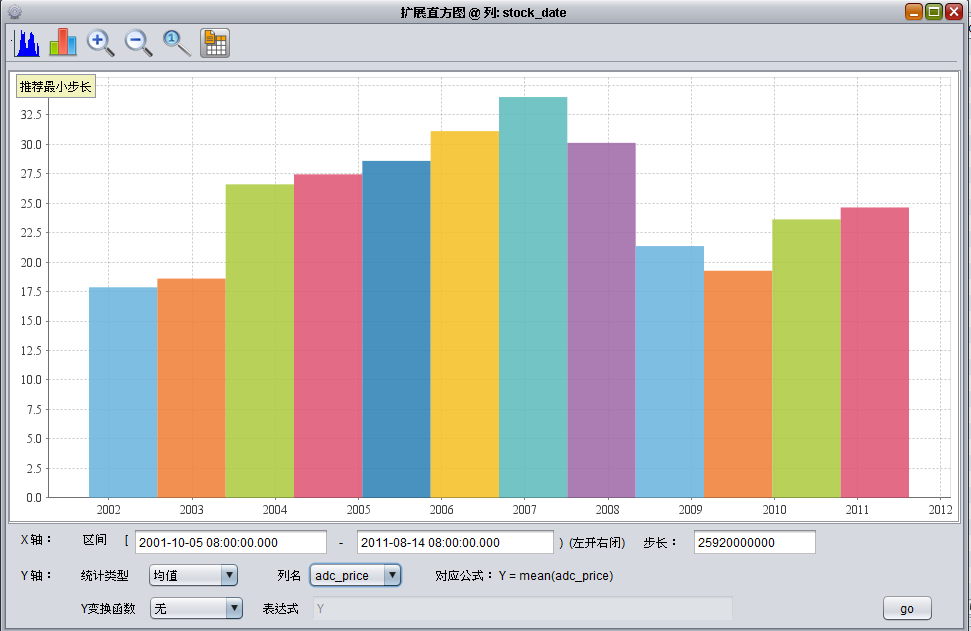 扩展直方图 @ 列: stock_date
1
推荐最小步长
32.5
30.0
27.5
25.0
22.5
20.0
17.5
15.0
12.5
10.0
7.5
5.0
2.5
0.0
2002 2003 2004 2005 2006 2007 2008 2009 2010 2011 2012
X轴： 区间 [ 2001-10-05 08:00:00.000 - 2011-08-14 08:00:00.000 ) (左开右闭) 步长： 25920000000
Y轴： 统计类型 均值 列名 adc_price 对应公式：Y = mean(adc_price)
Y变换函数 无 表达式 Y go